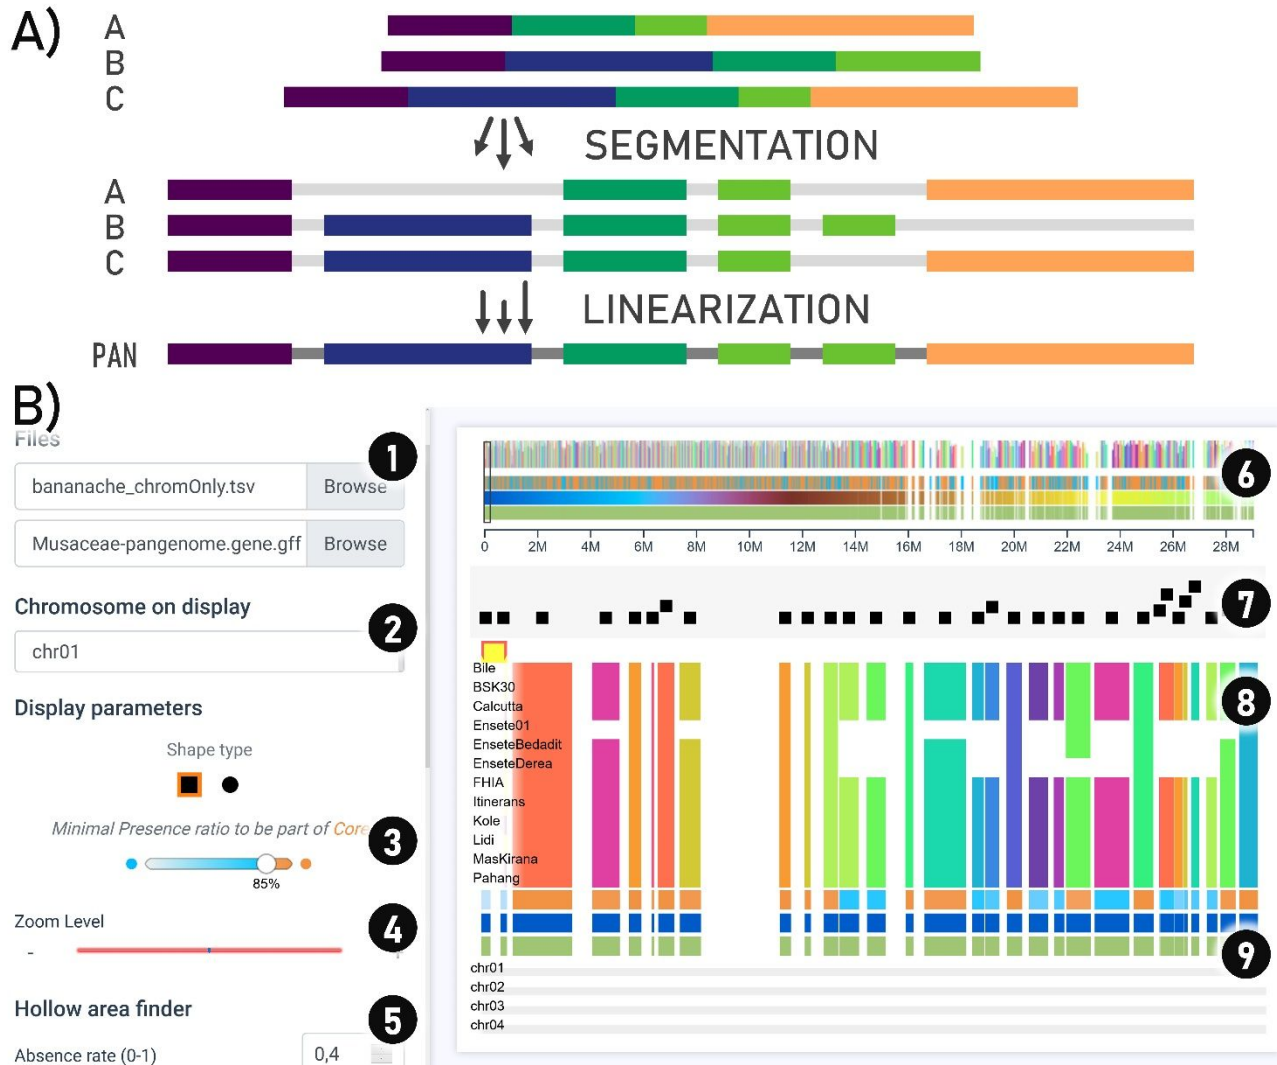 A)
A
B
C
SEGMENTATION
A
B
C
LINEARIZATION
PAN
B)
Files
1
bananache_chromOnly.tsv Browse
Musaceae-pangenome.gene.gff Browse
Chromosome on display
2
chr01
Display parameters
Shape type
Minimal Presence ratio to be part of Core
3
85%
Zoom Level
4
-
Hollow area finder
5
Absence rate (0-1) 0,4
6
0 2M 4M 6M 8M 10M 12M 14M 16M 18M 20M 22M 24M 26M 28M
7
Bile
BSK30
Calcutta
8
Ensete01
EnseteBedadit
EnseteDerea
FHIA
Itinerans
Kole
Lidi
MasKirana
Pahang
9
chr01
chr02
chr03
chr04